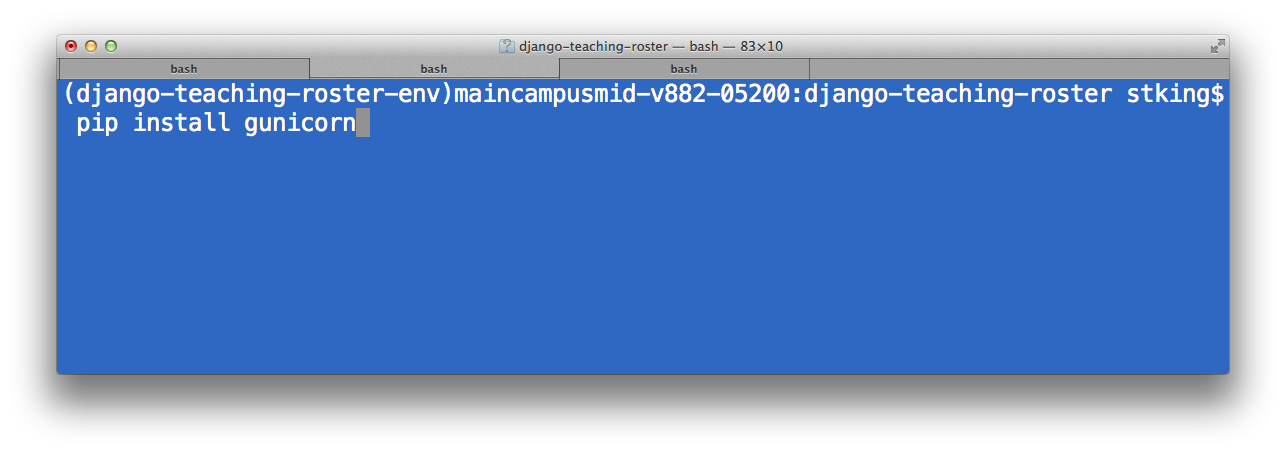 django-teaching-roster — bash — 83×10
bash bash bash
(django-teaching-roster-env)maincampusmid-v882-05200:django-teaching-roster stking$
pip install gunicorn